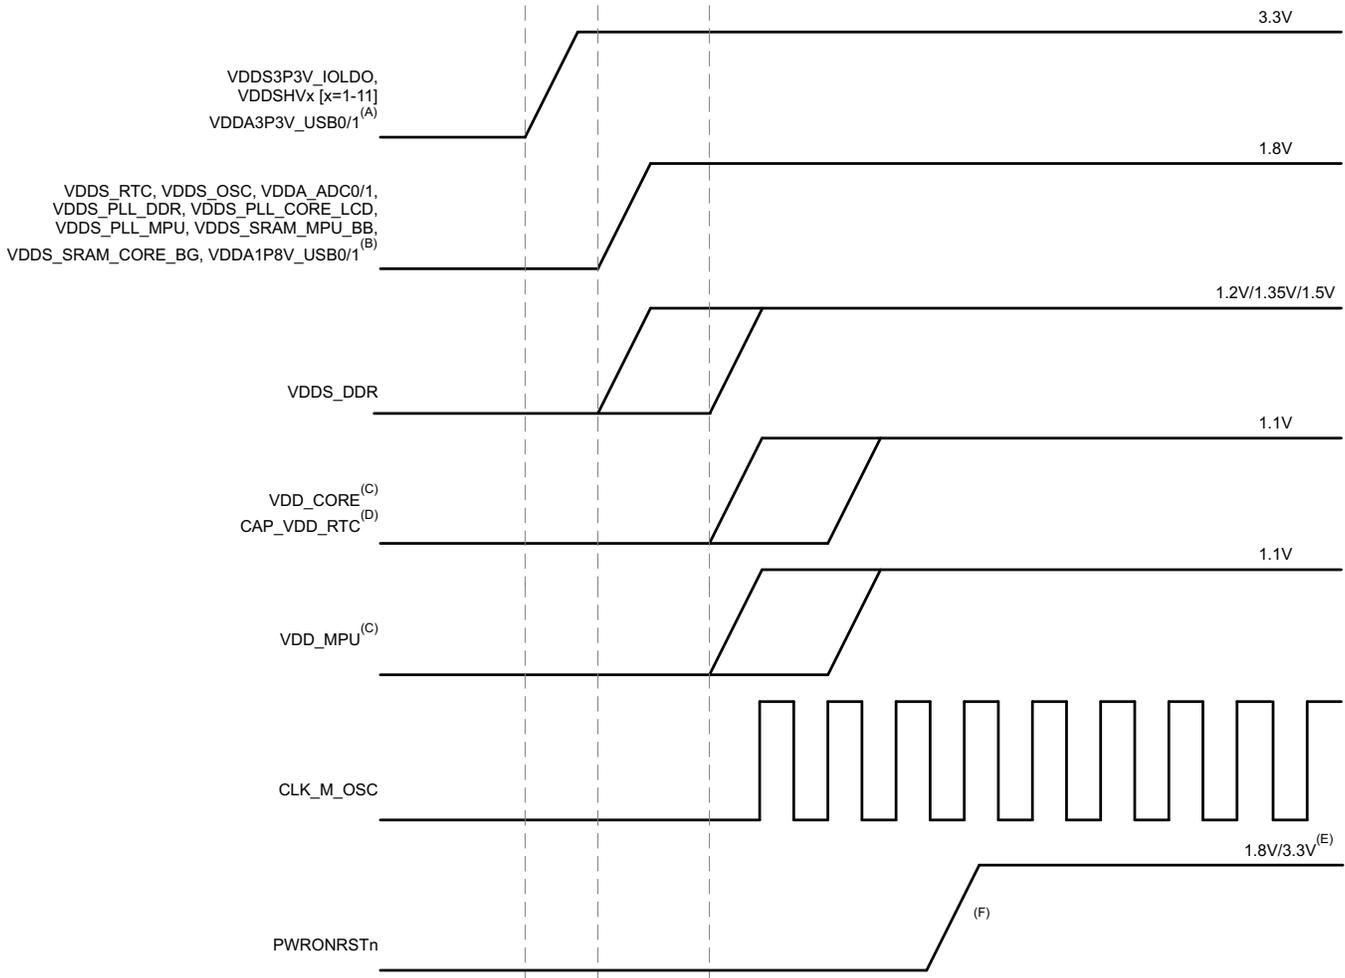 3.3V
VDDS3P3V_IOLDO,
VDDSHVx [x=1-11]
VDDA3P3V_USB0/1(A)
1.8V
VDDS_RTC, VDDS_OSC, VDDA_ADC0/1,
VDDS_PLL_DDR, VDDS_PLL_CORE_LCD,
VDDS_PLL_MPU, VDDS_SRAM_MPU_BB,
VDDS_SRAM_CORE_BG, VDDA1P8V_USB0/1(B)
1.2V/1.35V/1.5V
VDDS_DDR
1.1V
VDD_CORE(C)
CAP_VDD_RTC(D)
1.1V
VDD_MPU(C)
CLK_M_OSC
1.8V/3.3V(E)
(F)
PWRONRSTn